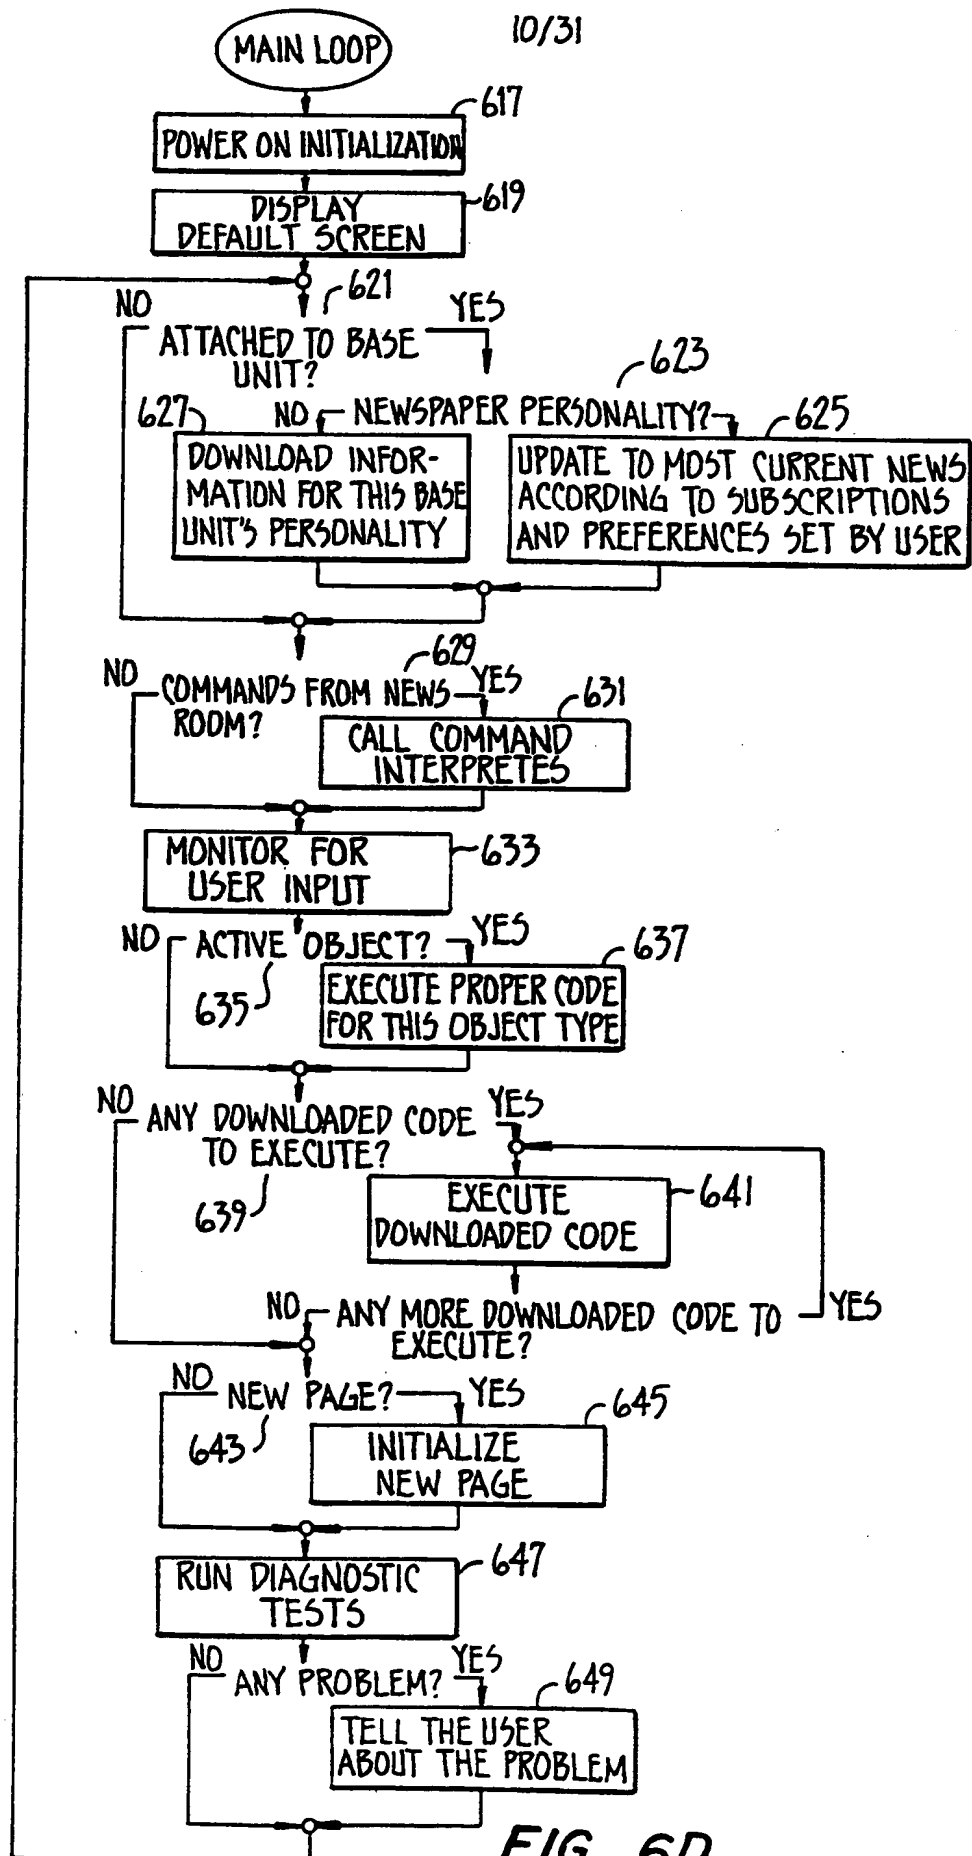 10/31
MAIN LOOP
617
POWER ON INITIALIZATION
619
DISPLAY
DEFAULT SCREEN
621
NO
YES
ATTACHED TO BASE
UNIT?
623
627
NO
NEWSPAPER PERSONALITY?
625
DOWNLOAD INFOR-
MATION FOR THIS BASE
UNIT'S PERSONALITY
UPDATE TO MOST CURRENT NEWS
ACCORDING TO SUBSCRIPTIONS
AND PREFERENCES SET BY USER
629
NO
COMMANDS FROM NEWS
ROOM?
YES
631
CALL COMMAND
INTERPRETES
MONITOR FOR
USER INPUT
633
NO
ACTIVE OBJECT?
YES
637
635
EXECUTE PROPER CODE
FOR THIS OBJECT TYPE
NO
ANY DOWNLOADED CODE
TO EXECUTE?
YES
639
EXECUTE
DOWNLOADED CODE
641
NO
ANY MORE DOWNLOADED CODE TO
EXECUTE?
YES
NO
NEW PAGE?
YES
645
643
INITIALIZE
NEW PAGE
647
RUN DIAGNOSTIC
TESTS
NO
ANY PROBLEM?
YES
649
TELL THE USER
ABOUT THE PROBLEM
FIG. 6D